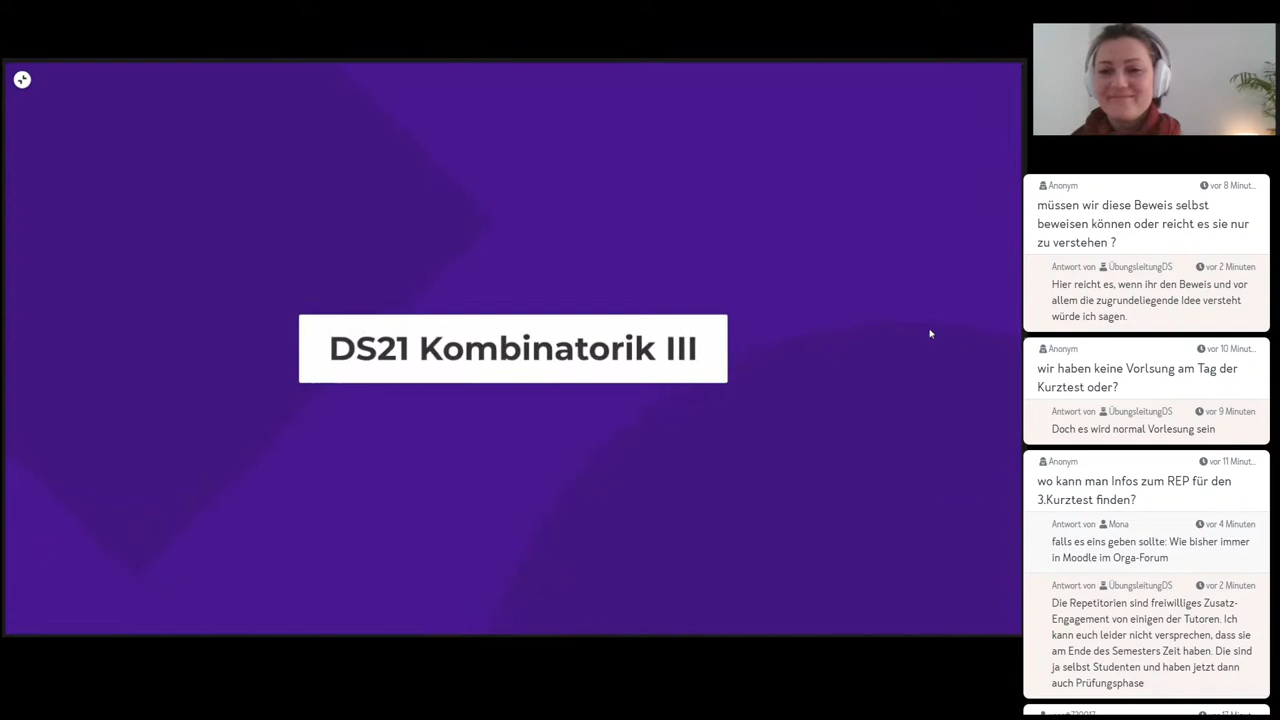 DS21 Kombinatorik III
Anonym vor 8 Minut...
müssen wir diese Beweis selbst
beweisen können oder reicht es sie nur
zu verstehen ?
Antwort von ÜbungsleitungDS vor 2 Minuten
Hier reicht es, wenn ihr den Beweis und vor
allem die zugrundeliegende Idee versteht
würde ich sagen.
Anonym vor 10 Minut...
wir haben keine Vorlsung am Tag der
Kurztest oder?
Antwort von ÜbungsleitungDS vor 9 Minuten
Doch es wird normal Vorlesung sein
Anonym vor 11 Minut...
wo kann man Infos zum REP für den
3.Kurztest finden?
Antwort von Mona vor 4 Minuten
falls es eins geben sollte: Wie bisher immer
in Moodle im Orga-Forum
Antwort von ÜbungsleitungDS vor 2 Minuten
Die Repetitorien sind freiwilliges Zusatz-
Engagement von einigen der Tutoren. Ich
kann euch leider nicht versprechen, dass sie
am Ende des Semesters Zeit haben. Die sind
ja selbst Studenten und haben jetzt dann
auch Prüfungsphase